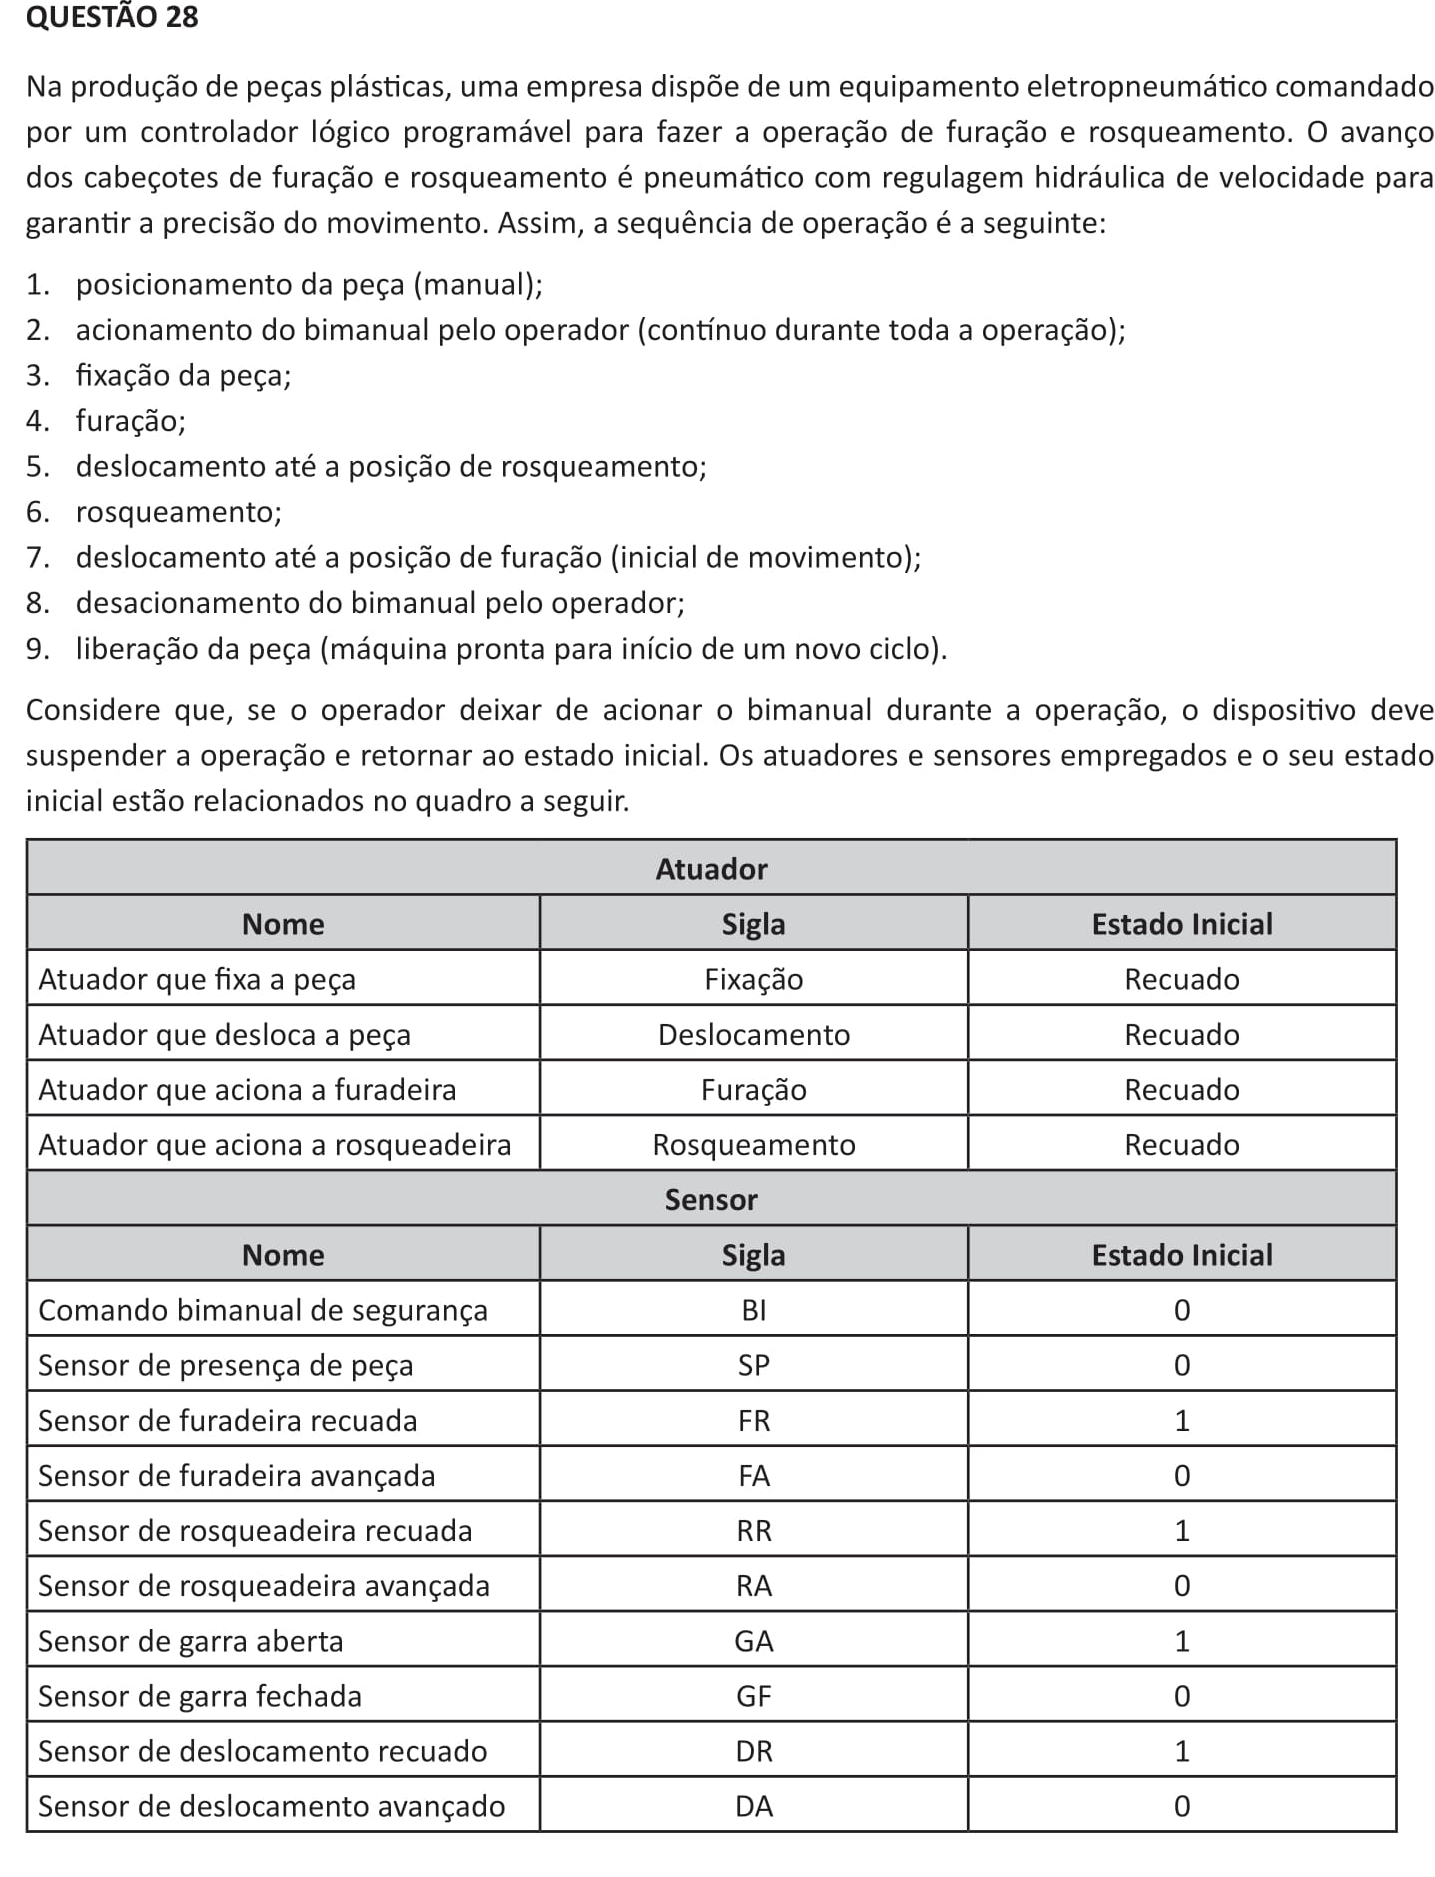 QUESTÃO 28
Na produção de peças plásticas, uma empresa dispõe de um equipamento eletropneumático comandado
por um controlador lógico programável para fazer a operação de furação e rosqueamento. O avanço
dos cabeçotes de furação e rosqueamento é pneumático com regulagem hidráulica de velocidade para
garantir a precisão do movimento. Assim, a sequência de operação é a seguinte:
1. posicionamento da peça (manual);
2. acionamento do bimanual pelo operador (contínuo durante toda a operação);
3. fixação da peça;
4. furação;
5. deslocamento até a posição de rosqueamento;
6. rosqueamento;
7. deslocamento até a posição de furação (inicial de movimento);
8. desacionamento do bimanual pelo operador;
9. liberação da peça (máquina pronta para início de um novo ciclo).
Considere que, se o operador deixar de acionar o bimanual durante a operação, o dispositivo deve
suspender a operação e retornar ao estado inicial. Os atuadores e sensores empregados e o seu estado
inicial estão relacionados no quadro a seguir.
Atuador
Nome Sigla Estado Inicial
Atuador que fixa a peça Fixação Recuado
Atuador que desloca a peça Deslocamento Recuado
Atuador que aciona a furadeira Furação Recuado
Atuador que aciona a rosqueadeira Rosqueamento Recuado
Sensor
Nome Sigla Estado Inicial
Comando bimanual de segurança BI 0
Sensor de presença de peça SP 0
Sensor de furadeira recuada FR 1
Sensor de furadeira avançada FA 0
Sensor de rosqueadeira recuada RR 1
Sensor de rosqueadeira avançada RA 0
Sensor de garra aberta GA 1
Sensor de garra fechada GF 0
Sensor de deslocamento recuado DR 1
Sensor de deslocamento avançado DA 0